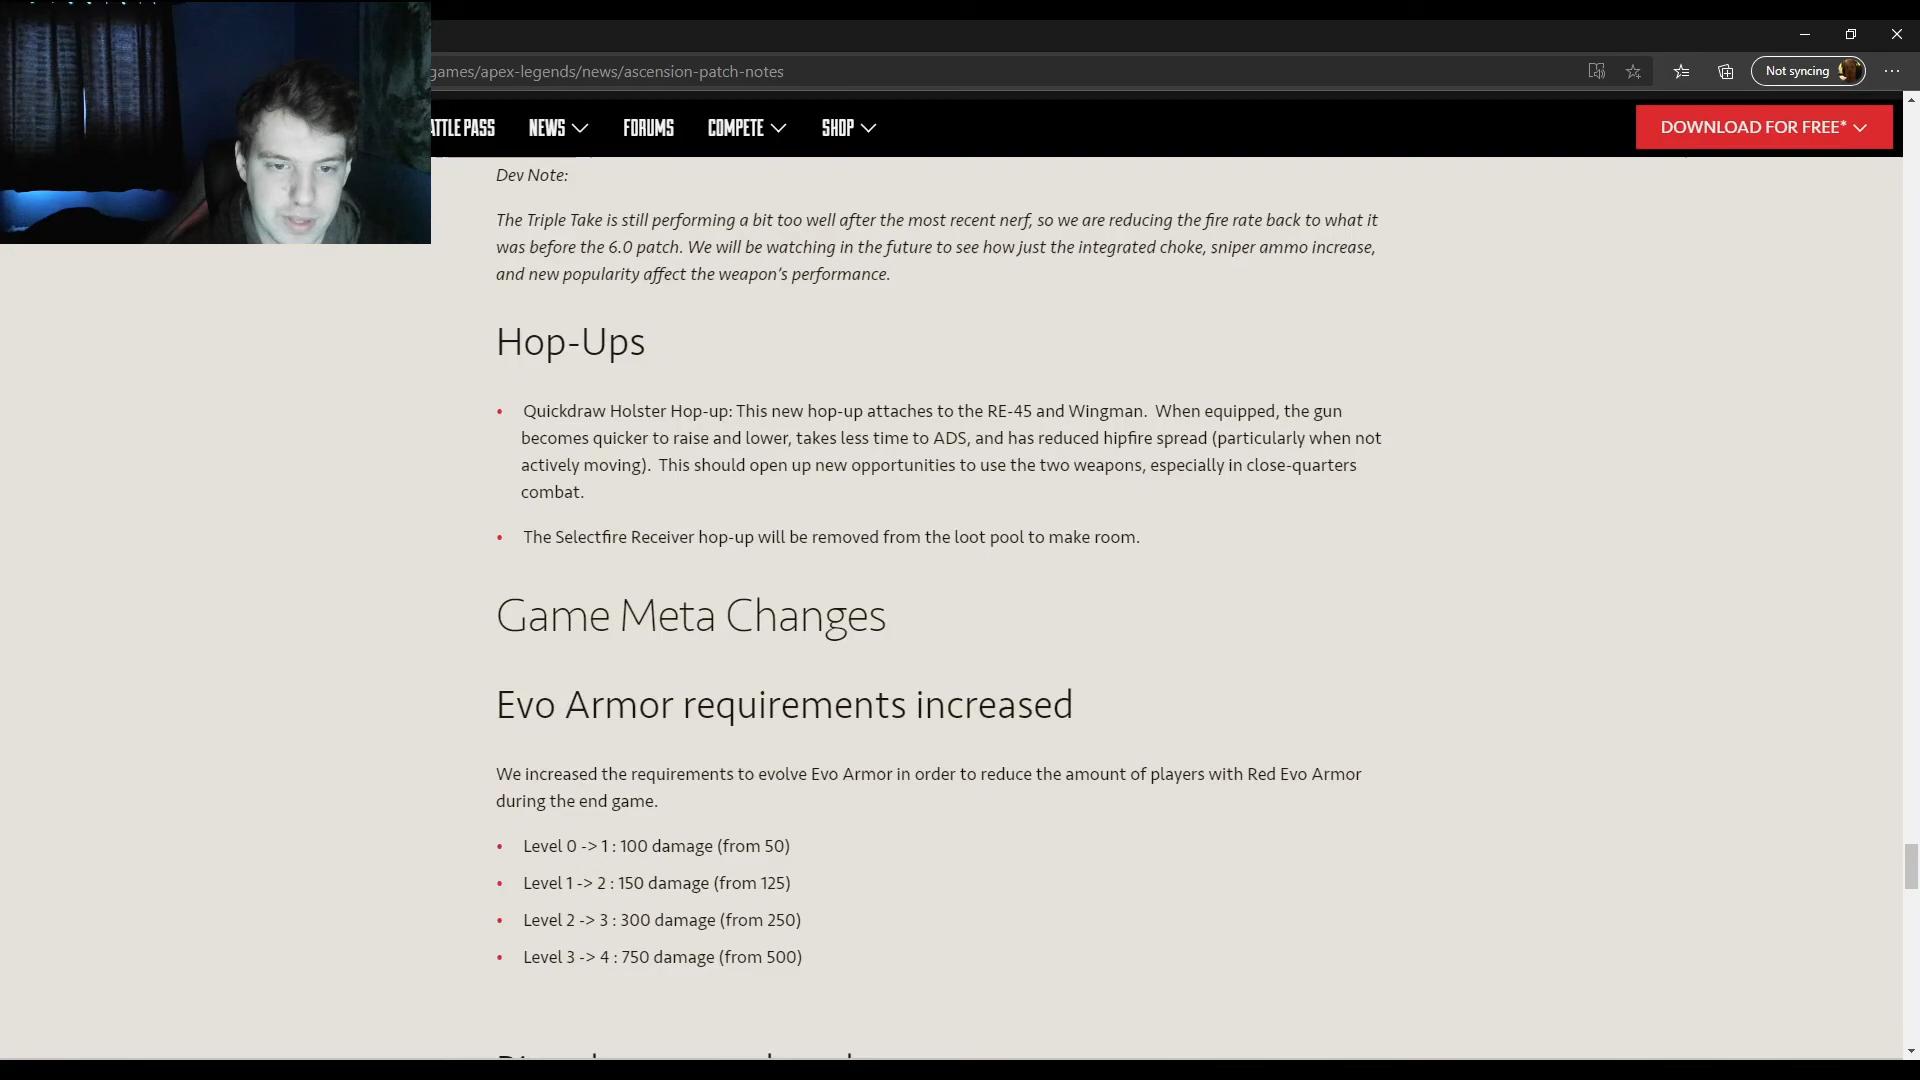 games/apex-legends/news/ascension-patch-notes
Not syncing
ATTLE PASS NEWS FORUMS COMPETE SHOP
DOWNLOAD FOR FREE*
Dev Note:
The Triple Take is still performing a bit too well after the most recent nerf, so we are reducing the fire rate back to what it
was before the 6.0 patch. We will be watching in the future to see how just the integrated choke, sniper ammo increase,
and new popularity affect the weapon’s performance.
Hop-Ups
• Quickdraw Holster Hop-up: This new hop-up attaches to the RE-45 and Wingman. When equipped, the gun
becomes quicker to raise and lower, takes less time to ADS, and has reduced hipfire spread (particularly when not
actively moving). This should open up new opportunities to use the two weapons, especially in close-quarters
combat.
• The Selectfire Receiver hop-up will be removed from the loot pool to make room.
Game Meta Changes
Evo Armor requirements increased
We increased the requirements to evolve Evo Armor in order to reduce the amount of players with Red Evo Armor
during the end game.
• Level 0 -> 1 : 100 damage (from 50)
• Level 1 -> 2 : 150 damage (from 125)
• Level 2 -> 3 : 300 damage (from 250)
• Level 3 -> 4 : 750 damage (from 500)